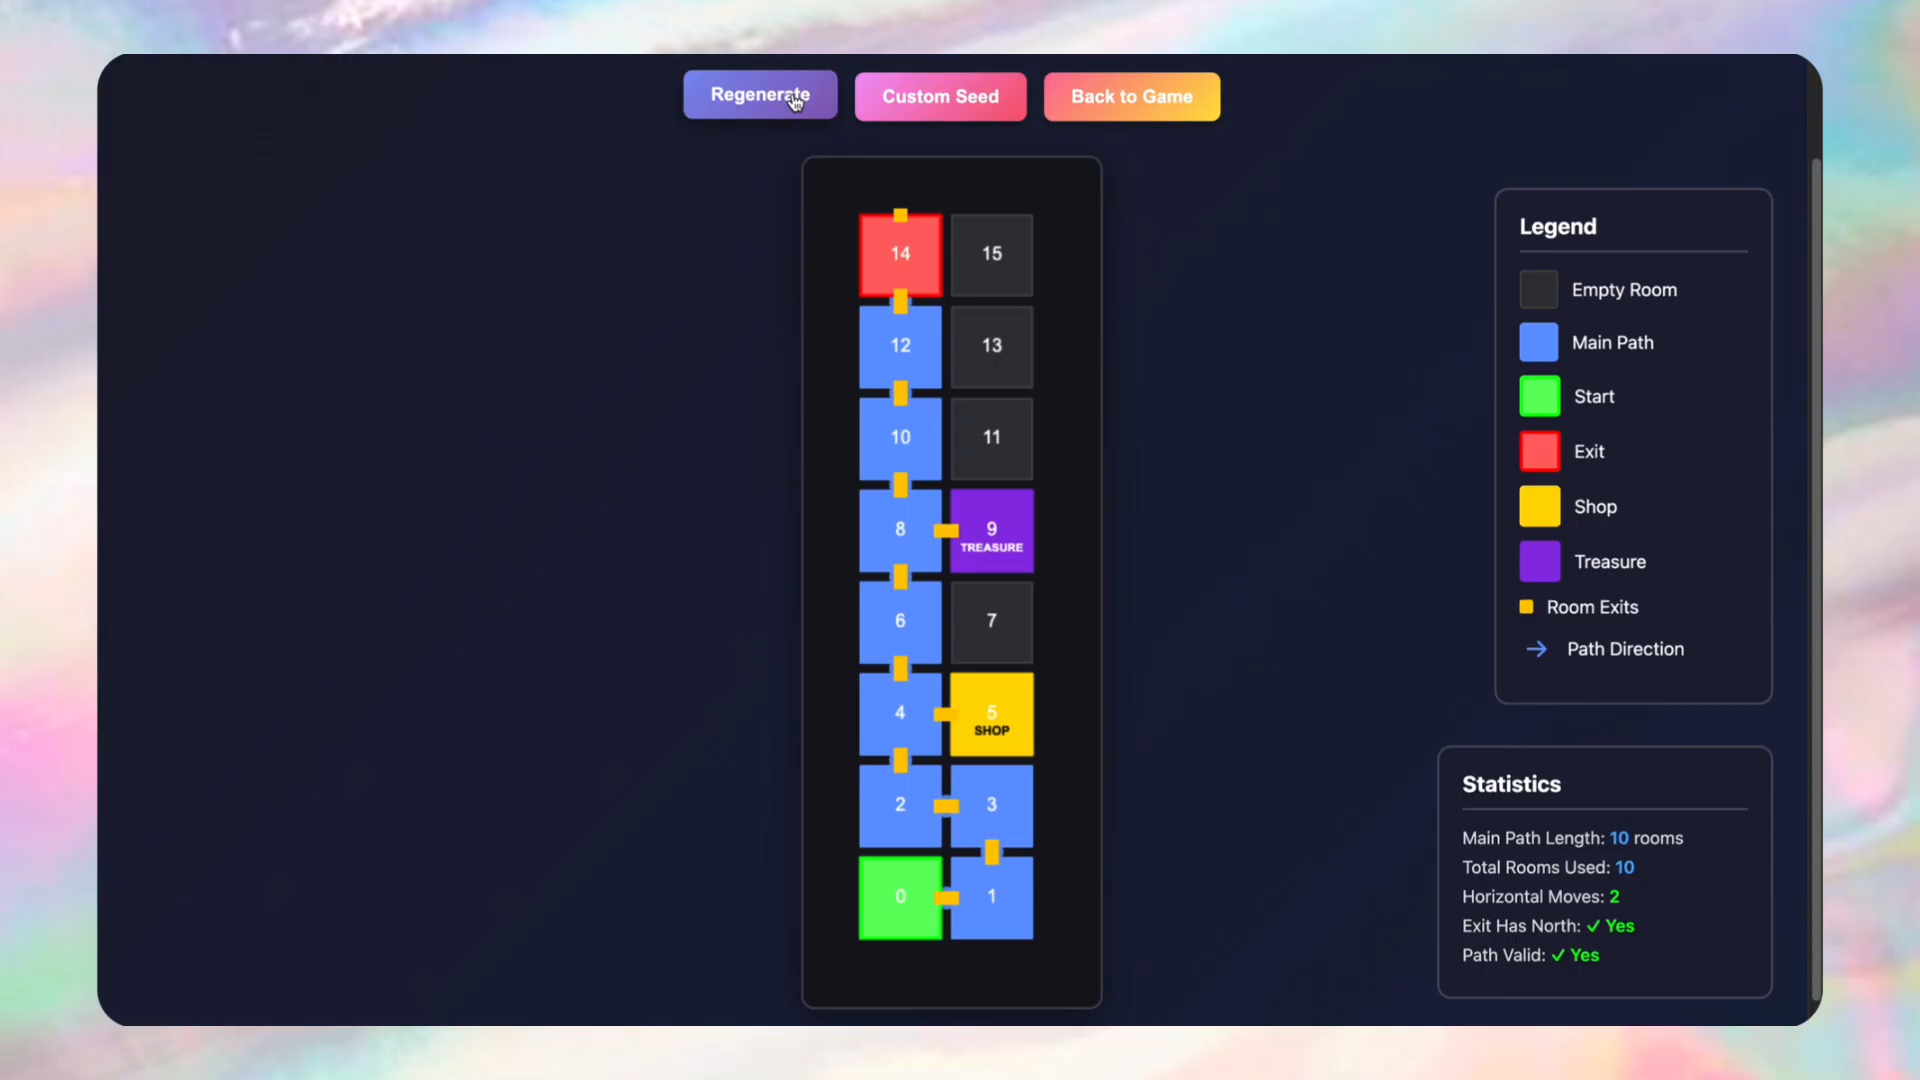 Regenerate
Custom Seed
Back to Game
14
15
12
13
10
11
8
9
TREASURE
6
7
4
5
SHOP
2
3
0
1
Legend
Empty Room
Main Path
Start
Exit
Shop
Treasure
Room Exits
Path Direction
Statistics
Main Path Length: 10 rooms
Total Rooms Used: 10
Horizontal Moves: 2
Exit Has North: ✓ Yes
Path Valid: ✓ Yes